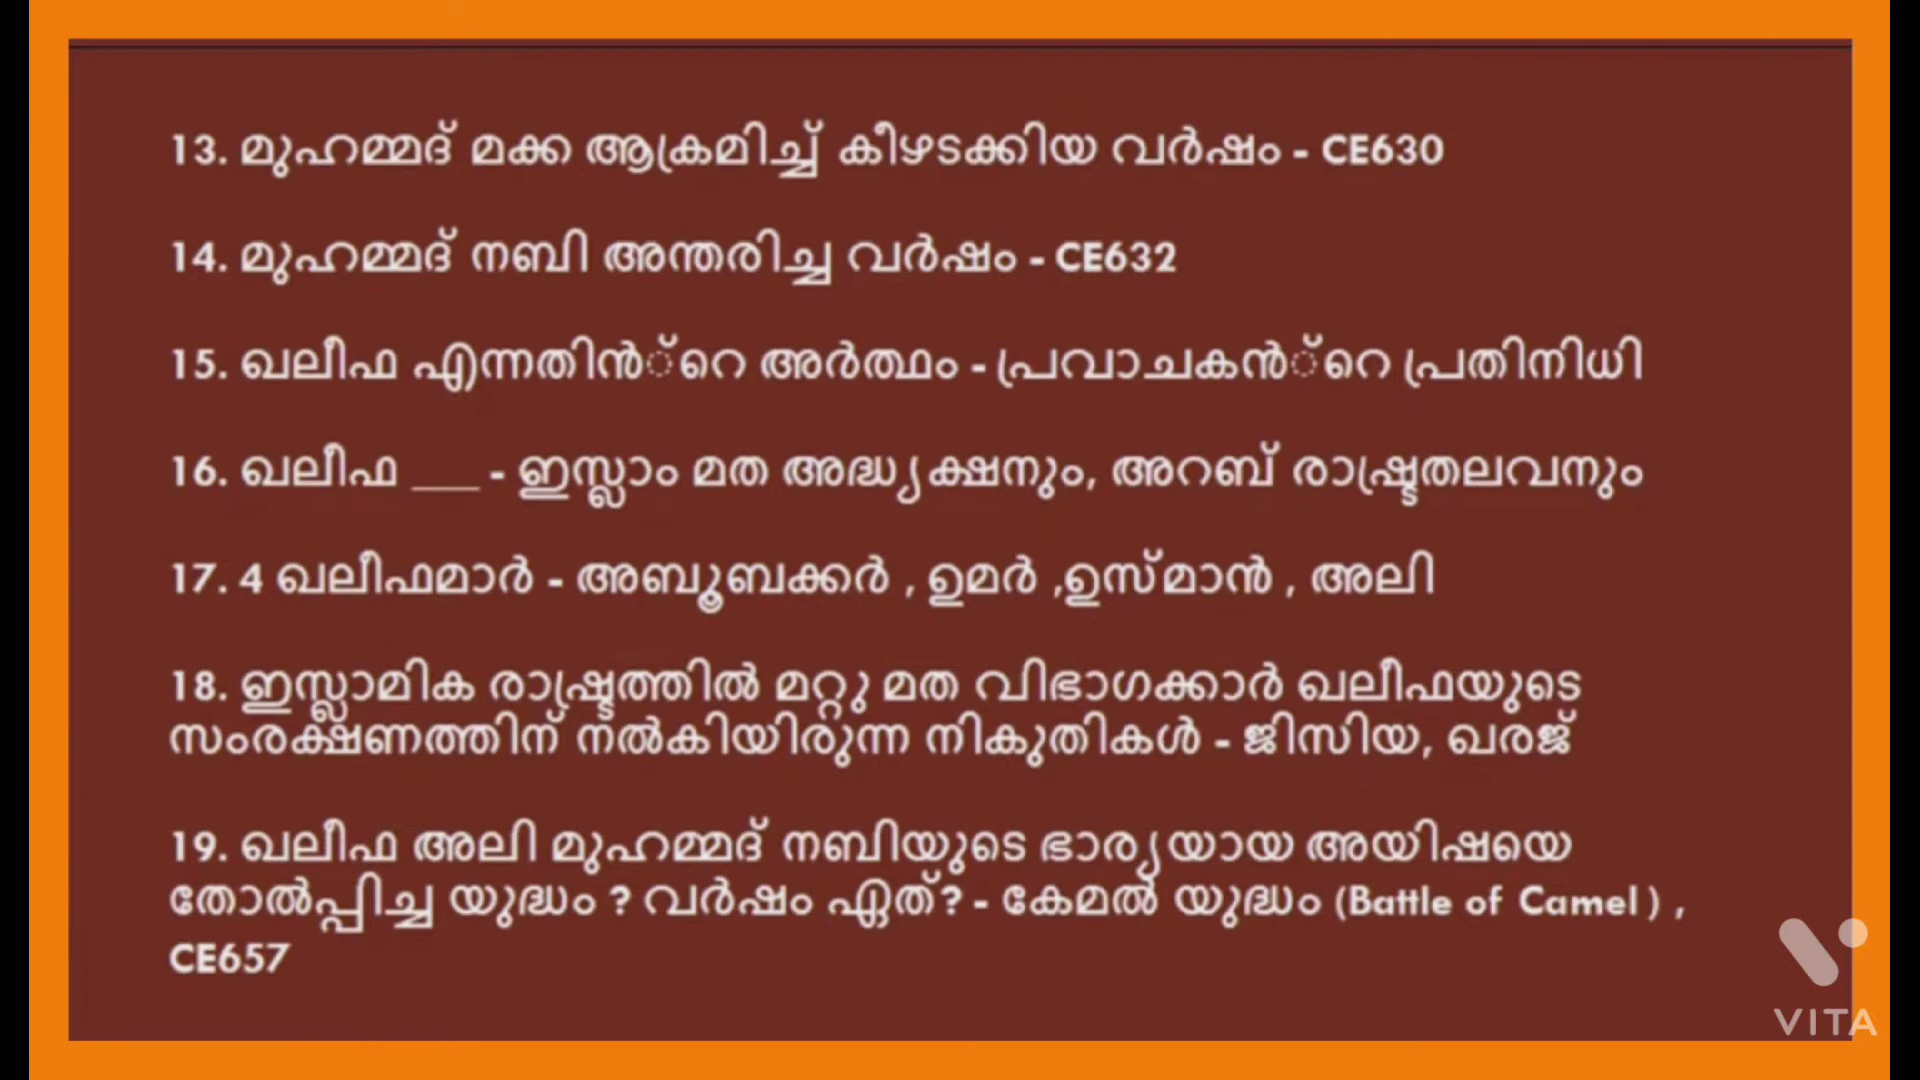 13. മുഹമ്മദ് മക്ക ആക്രമിച്ച് കീഴടക്കിയ വർഷം - CE630
14. മുഹമ്മദ് നബി അന്തരിച്ച വർഷം - CE632
15. ഖലീഫ എന്നതിൻ്റെ അർത്ഥം - പ്രവാചകൻ്റെ പ്രതിനിധി
16. ഖലീഫ ___ - ഇസ്ലാം മത അദ്ധ്യക്ഷനും, അറബ് രാഷ്ട്രതലവനും
17. 4 ഖലീഫമാർ - അബൂബക്കർ , ഉമർ ,ഉസ്മാൻ , അലി
18. ഇസ്ലാമിക രാഷ്ട്രത്തിൽ മറ്റു മത വിഭാഗക്കാർ ഖലീഫയുടെ
സംരക്ഷണത്തിന് നൽകിയിരുന്ന നികുതികൾ - ജിസിയ, ഖരജ്
19. ഖലീഫ അലി മുഹമ്മദ് നബിയുടെ ഭാര്യയായ അയിഷയെ
തോൽപ്പിച്ച യുദ്ധം ? വർഷം ഏത്? - കേമൽ യുദ്ധം (Battle of Camel ) ,
CE657
VITA